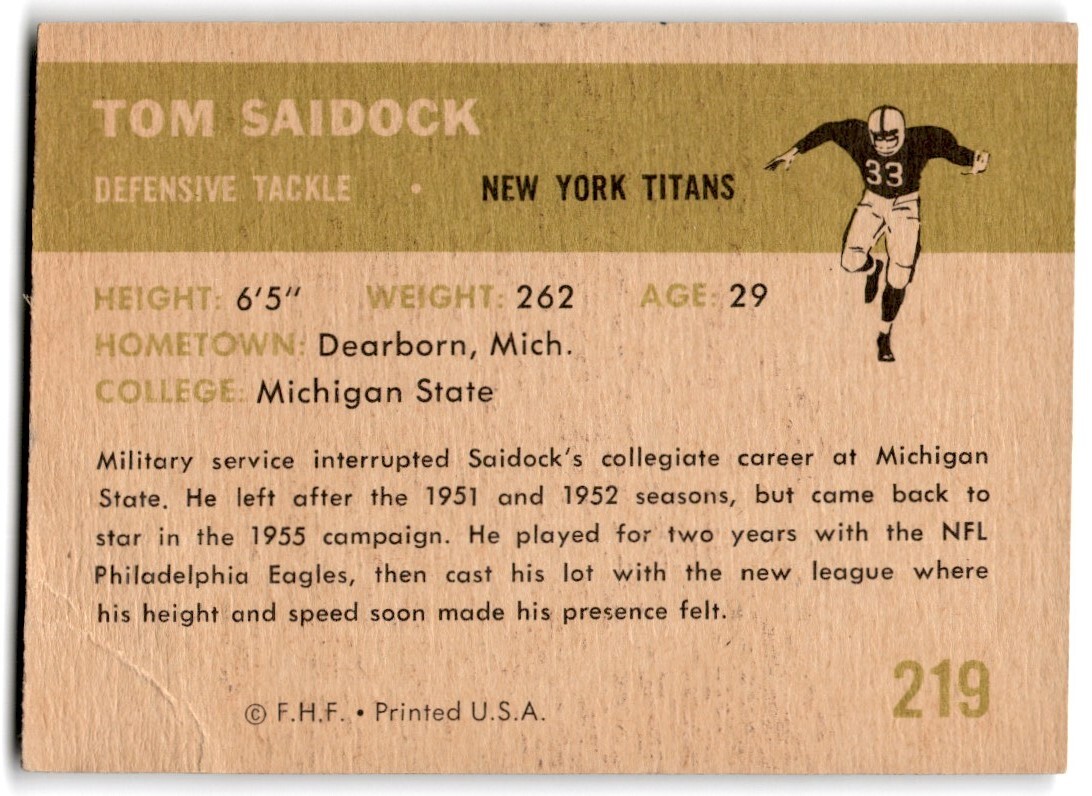 TOM SAIDOCK
DEFENSIVE TACKLE • NEW YORK TITANS
33
HEIGHT: 6'5" WEIGHT: 262 AGE: 29
HOMETOWN: Dearborn, Mich.
COLLEGE: Michigan State
Military service interrupted Saidock's collegiate career at Michigan
State. He left after the 1951 and 1952 seasons, but came back to
star in the 1955 campaign. He played for two years with the NFL
Philadelphia Eagles, then cast his lot with the new league where
his height and speed soon made his presence felt.
219
© F.H.F. • Printed U.S.A.